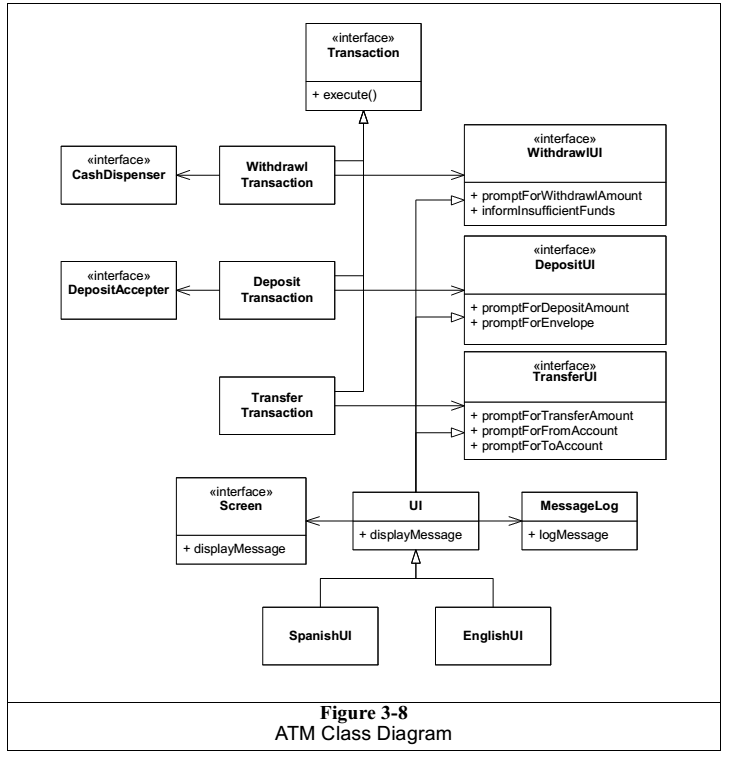 «interface»
Transaction
+ execute()
«interface»
CashDispenser
Withdrawl
Transaction
«interface»
WithdrawlUI
+ promptForWithdrawlAmount
+ informInsufficientFunds
«interface»
DepositAccepter
Deposit
Transaction
«interface»
DepositUI
+ promptForDepositAmount
+ promptForEnvelope
Transfer
Transaction
«interface»
TransferUI
+ promptForTransferAmount
+ promptForFromAccount
+ promptForToAccount
«interface»
Screen
+ displayMessage
UI
+ displayMessage
MessageLog
+ logMessage
SpanishUI
EnglishUI
Figure 3-8
ATM Class Diagram